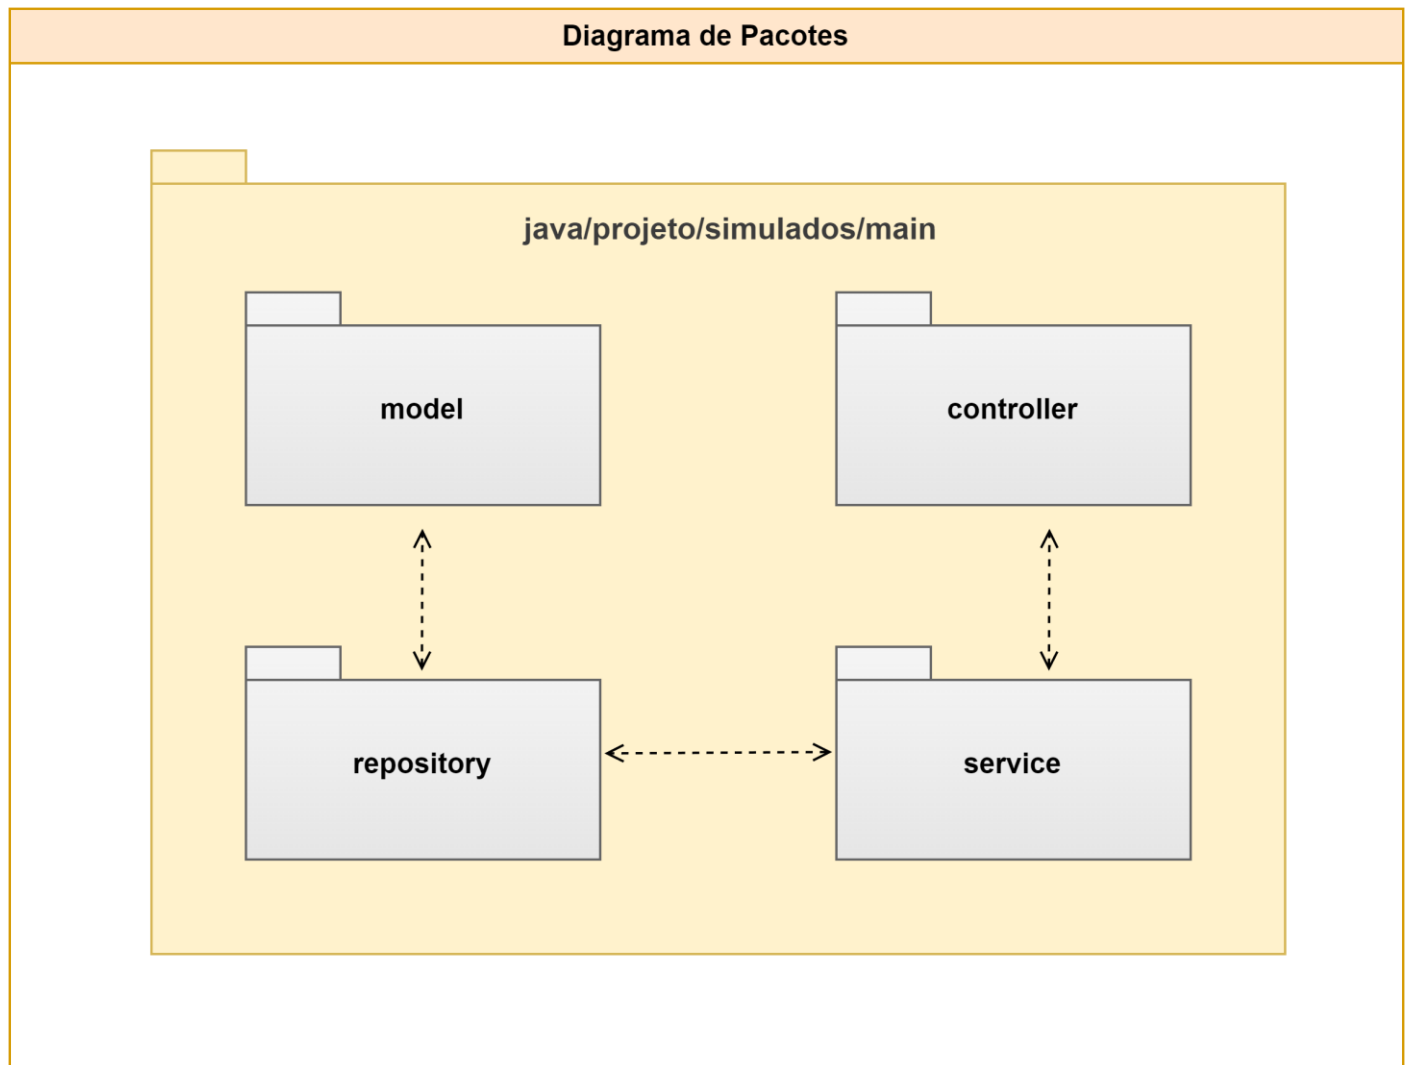 Diagrama de Pacotes
java/projeto/simulados/main
model
controller
repository
service